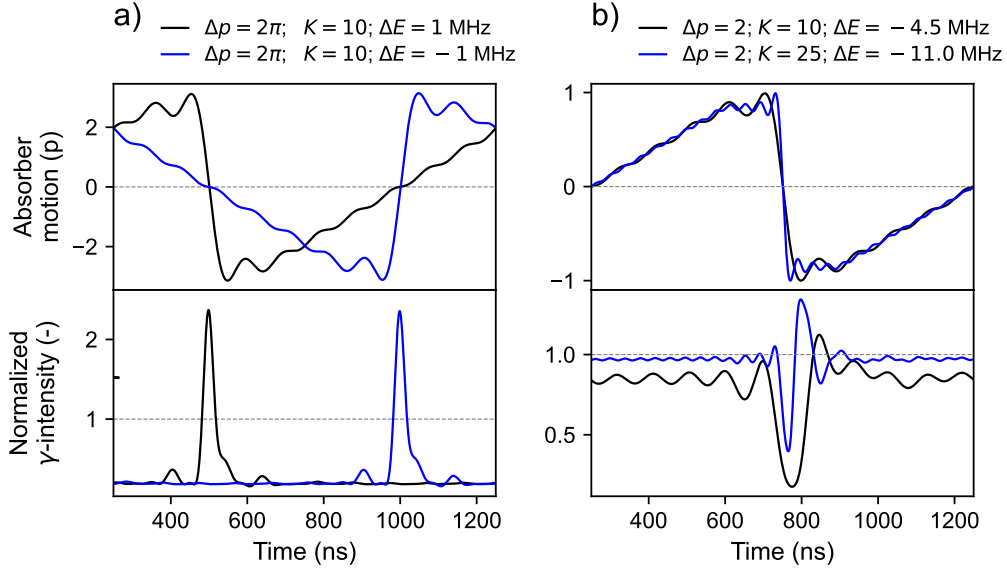 a)
Δp = 2π;   K = 10; ΔE = 1 MHz
Δp = 2π;   K = 10; ΔE = − 1 MHz
b)
Δp = 2; K = 10; ΔE = − 4.5 MHz
Δp = 2; K = 25; ΔE = − 11.0 MHz
Absorber
motion (p)
2
0
−2
1
0
−1
Normalized
γ-intensity (-)
2
1
1.0
0.5
400 600 800 1000 1200
Time (ns)
400 600 800 1000 1200
Time (ns)